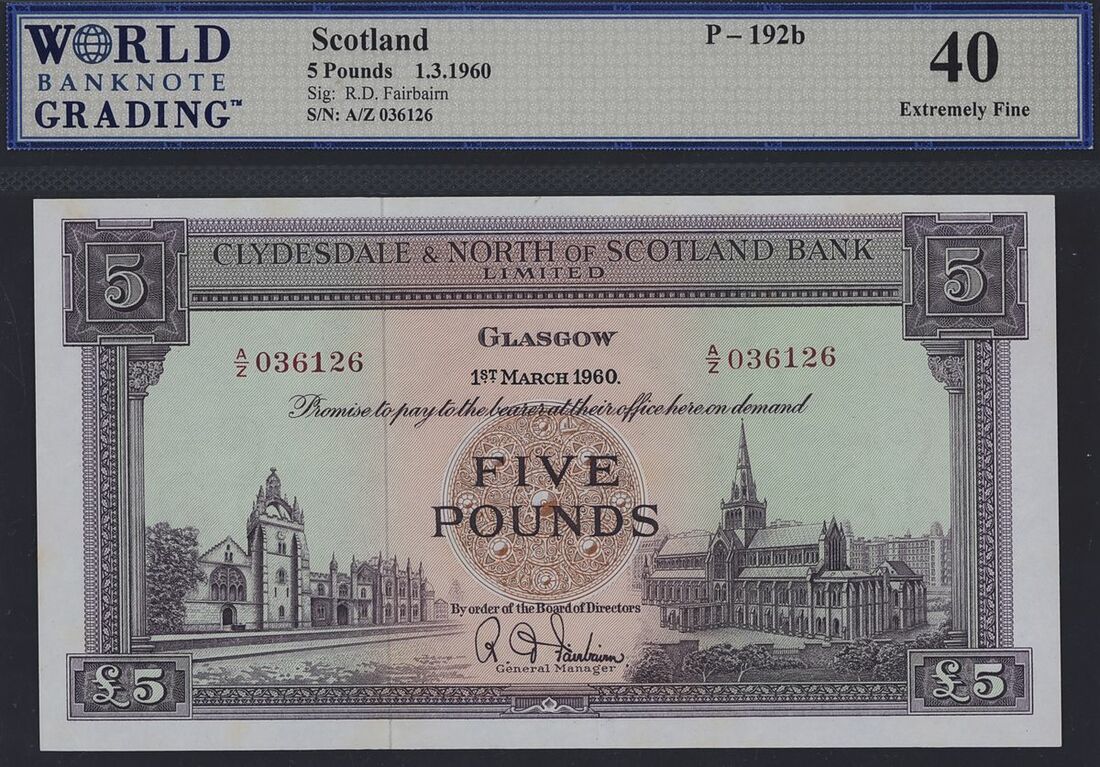 WORLD
BANKNOTE
GRADING™
Scotland
5 Pounds 1.3.1960
Sig: R.D. Fairbairn
S/N: A/Z 036126
P – 192b
40
Extremely Fine
5
CLYDESDALE & NORTH OF SCOTLAND BANK
LIMITED
5
GLASGOW
A/Z 036126
A/Z 036126
1ST MARCH 1960.
Promise to pay to the bearer at their office here on demand
FIVE
POUNDS
By order of the Board of Directors
R D Fairbairn
General Manager
£5
£5